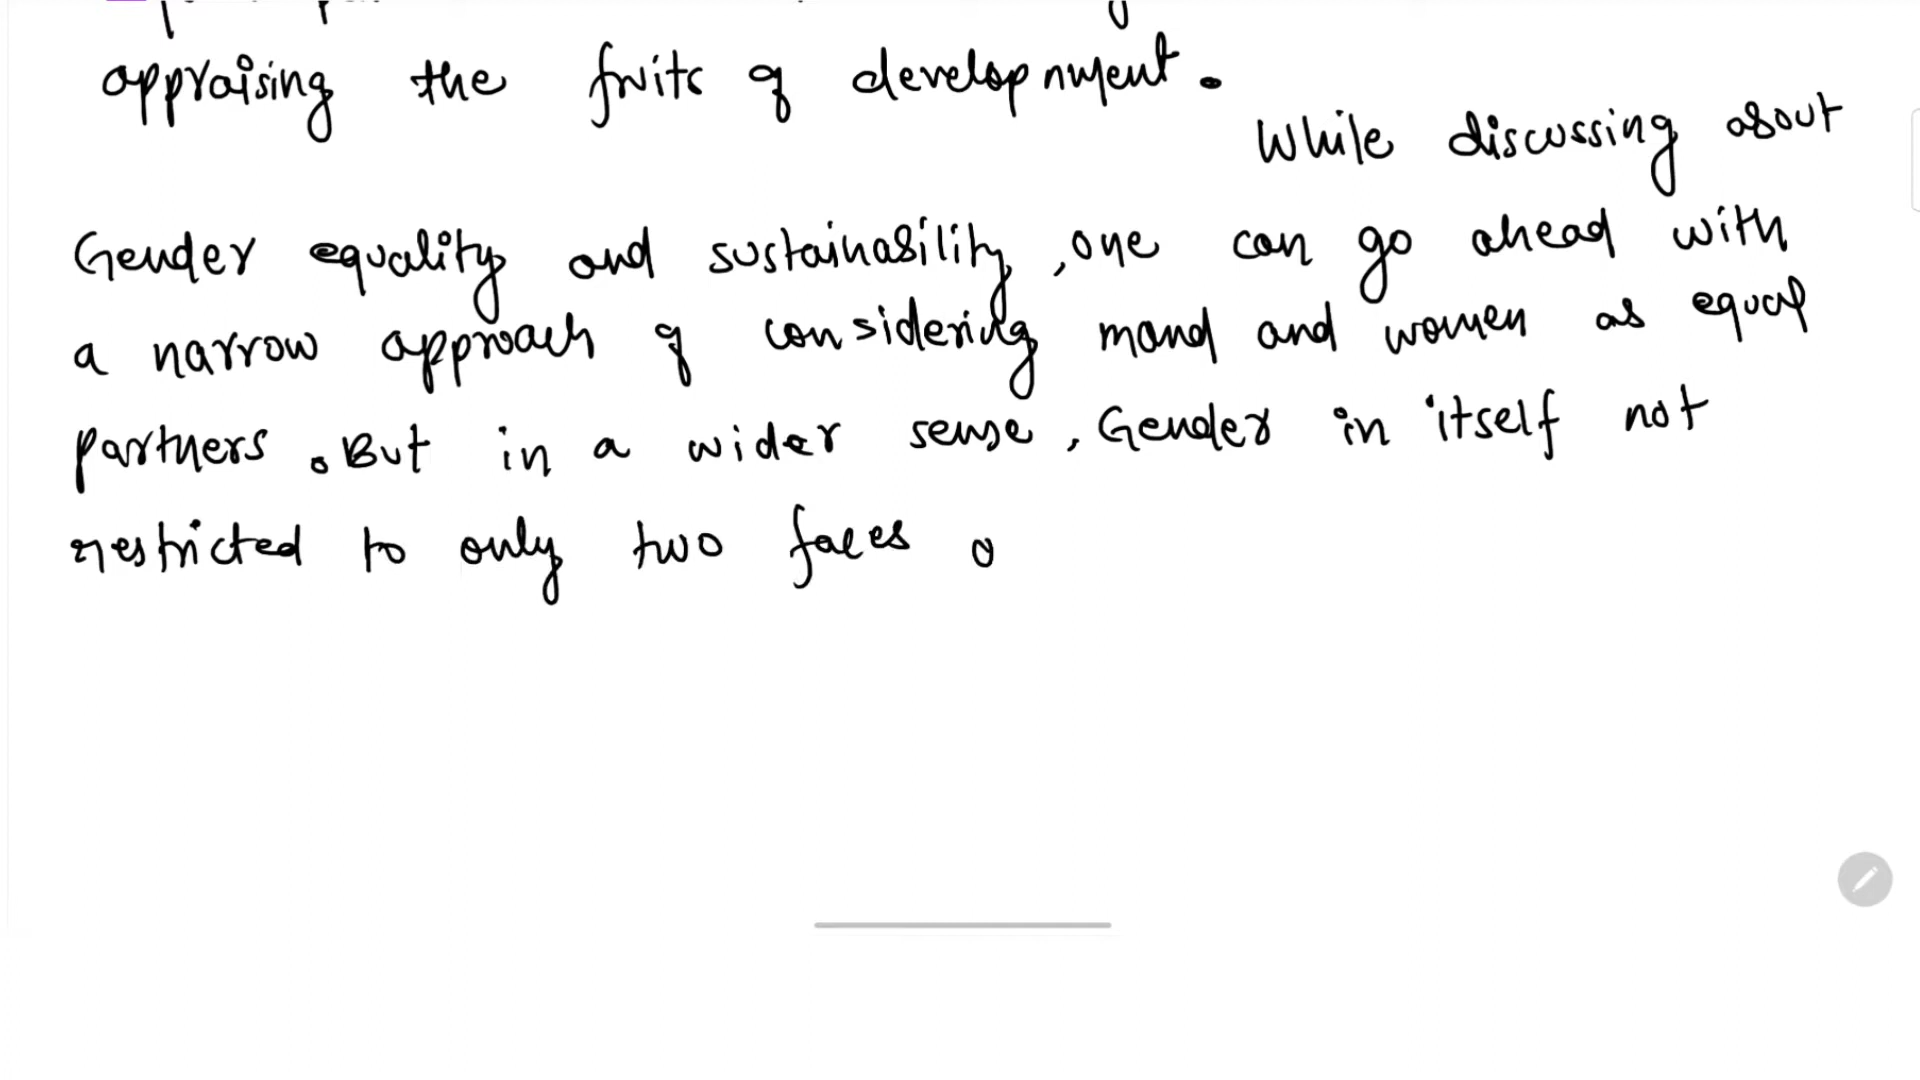 appraising the fruits of development.
While discussing about
Gender equality and sustainability, one can go ahead with
a narrow approach of considering mand and women as equal
partners. But in a wider sense, Gender in itself not
restricted to only two faces o